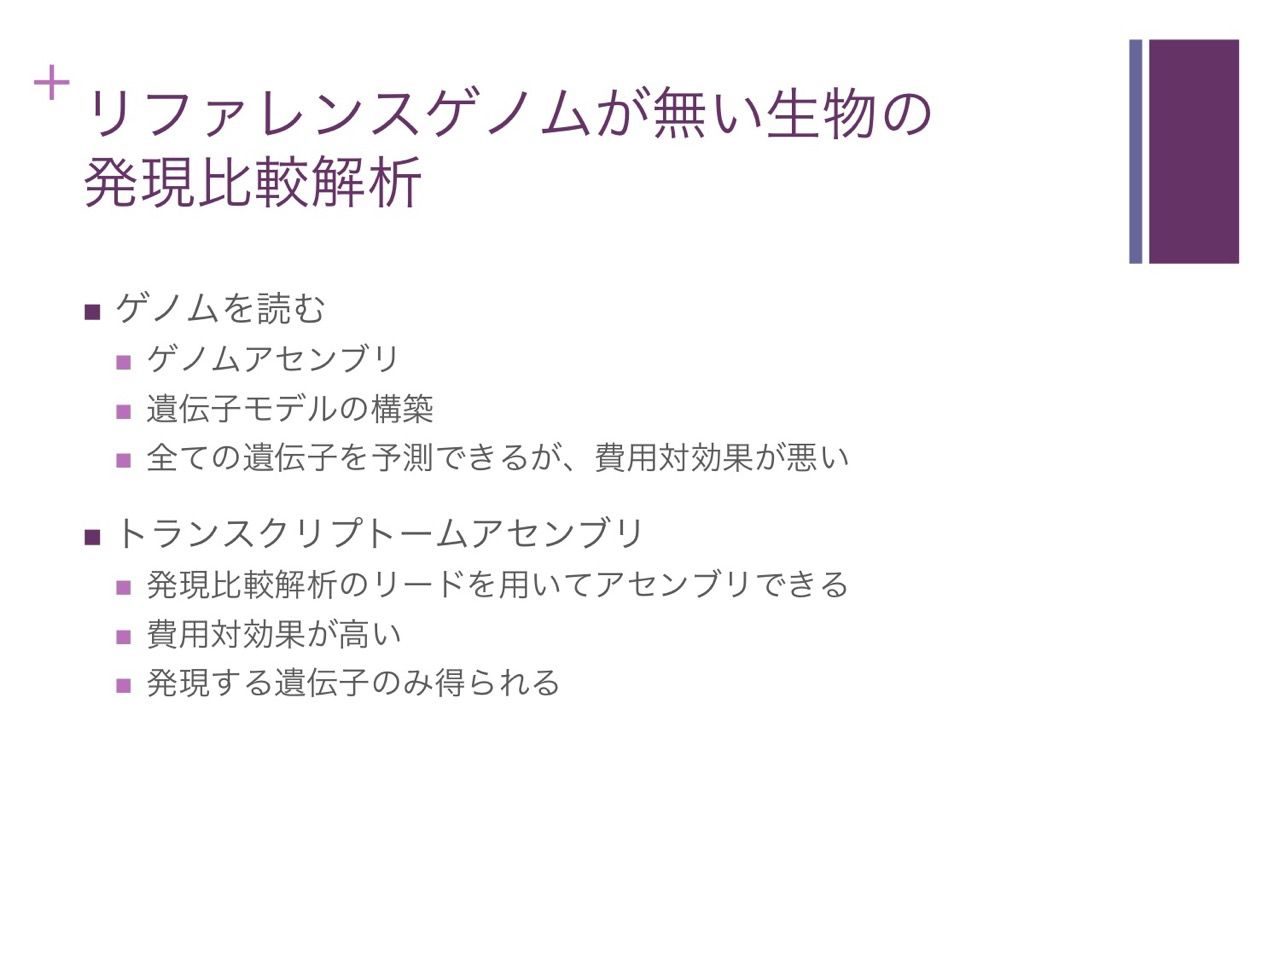 +
リファレンスゲノムが無い生物の
発現比較解析
■ ゲノムを読む
■ ゲノムアセンブリ
■ 遺伝子モデルの構築
■ 全ての遺伝子を予測できるが、費用対効果が悪い
■ トランスクリプトームアセンブリ
■ 発現比較解析のリードを用いてアセンブリできる
■ 費用対効果が高い
■ 発現する遺伝子のみ得られる